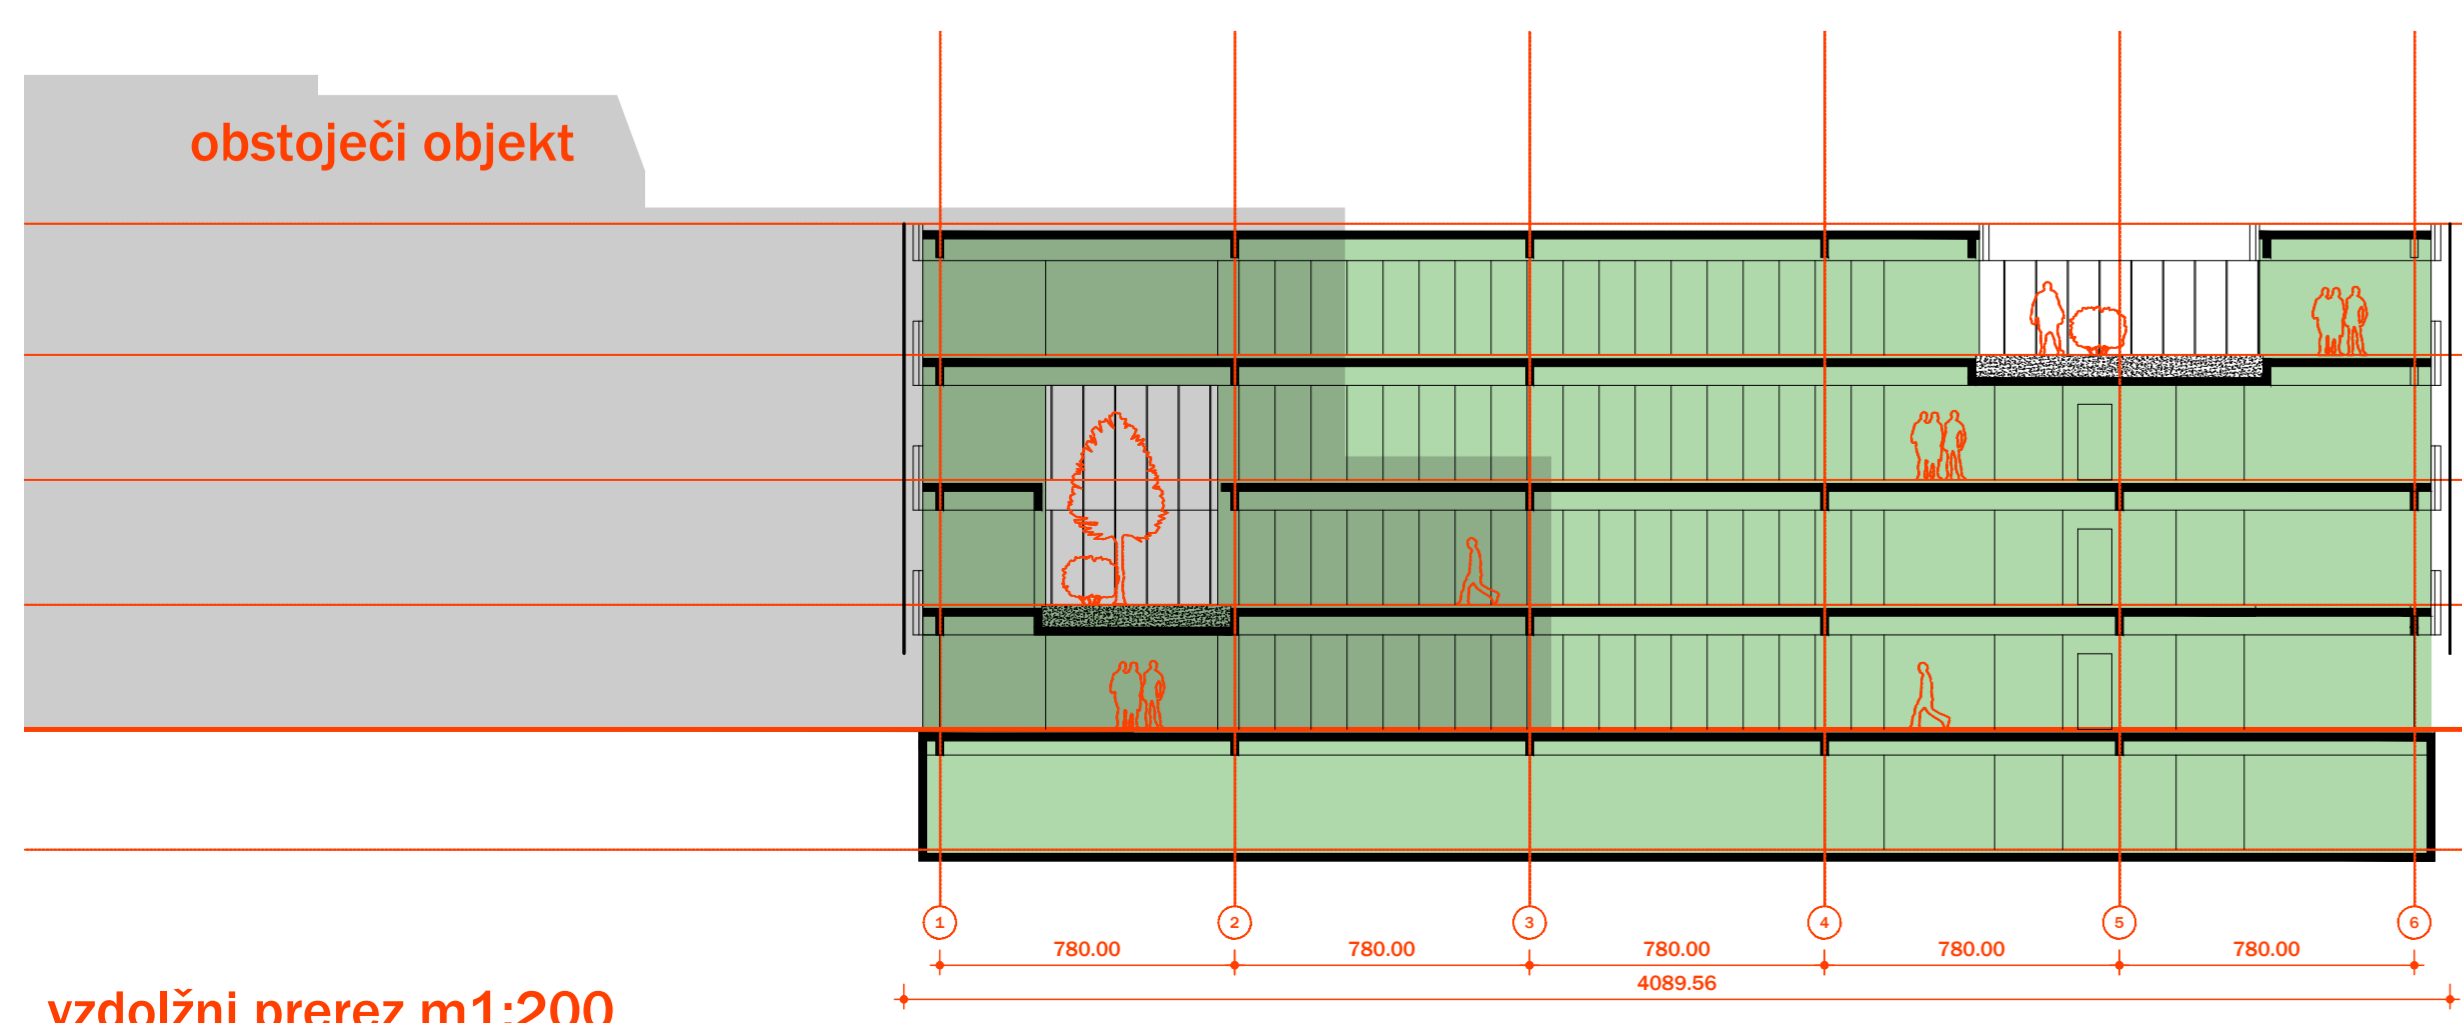 obstoječi objekt
1 2 3 4 5 6
780.00 780.00 780.00 780.00 780.00
4089.56
vzdolžni prerez m1:200